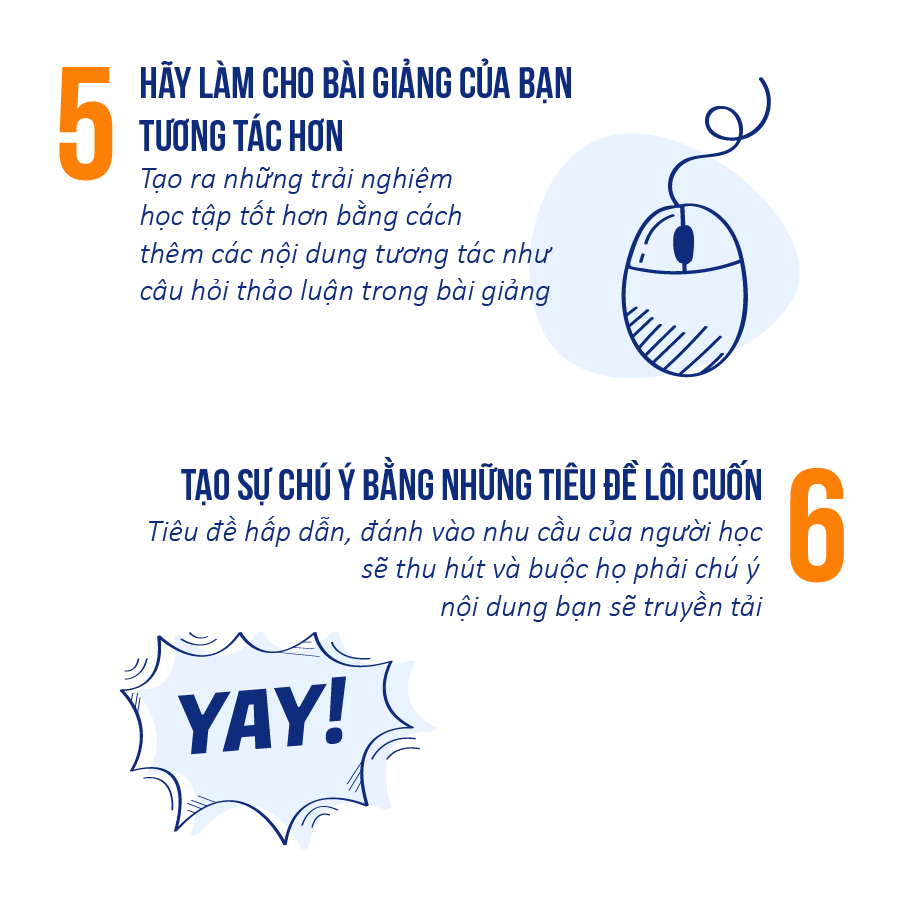 5
HÃY LÀM CHO BÀI GIẢNG CỦA BẠN
TƯƠNG TÁC HƠN
Tạo ra những trải nghiệm
học tập tốt hơn bằng cách
thêm các nội dung tương tác như
câu hỏi thảo luận trong bài giảng
6
TẠO SỰ CHÚ Ý BẰNG NHỮNG TIÊU ĐỀ LÔI CUỐN
Tiêu đề hấp dẫn, đánh vào nhu cầu của người học
sẽ thu hút và buộc họ phải chú ý
nội dung bạn sẽ truyền tải
YAY!